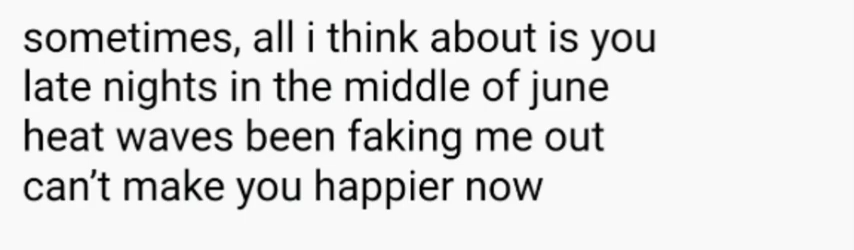 sometimes, all i think about is you
late nights in the middle of june
heat waves been faking me out
can’t make you happier now